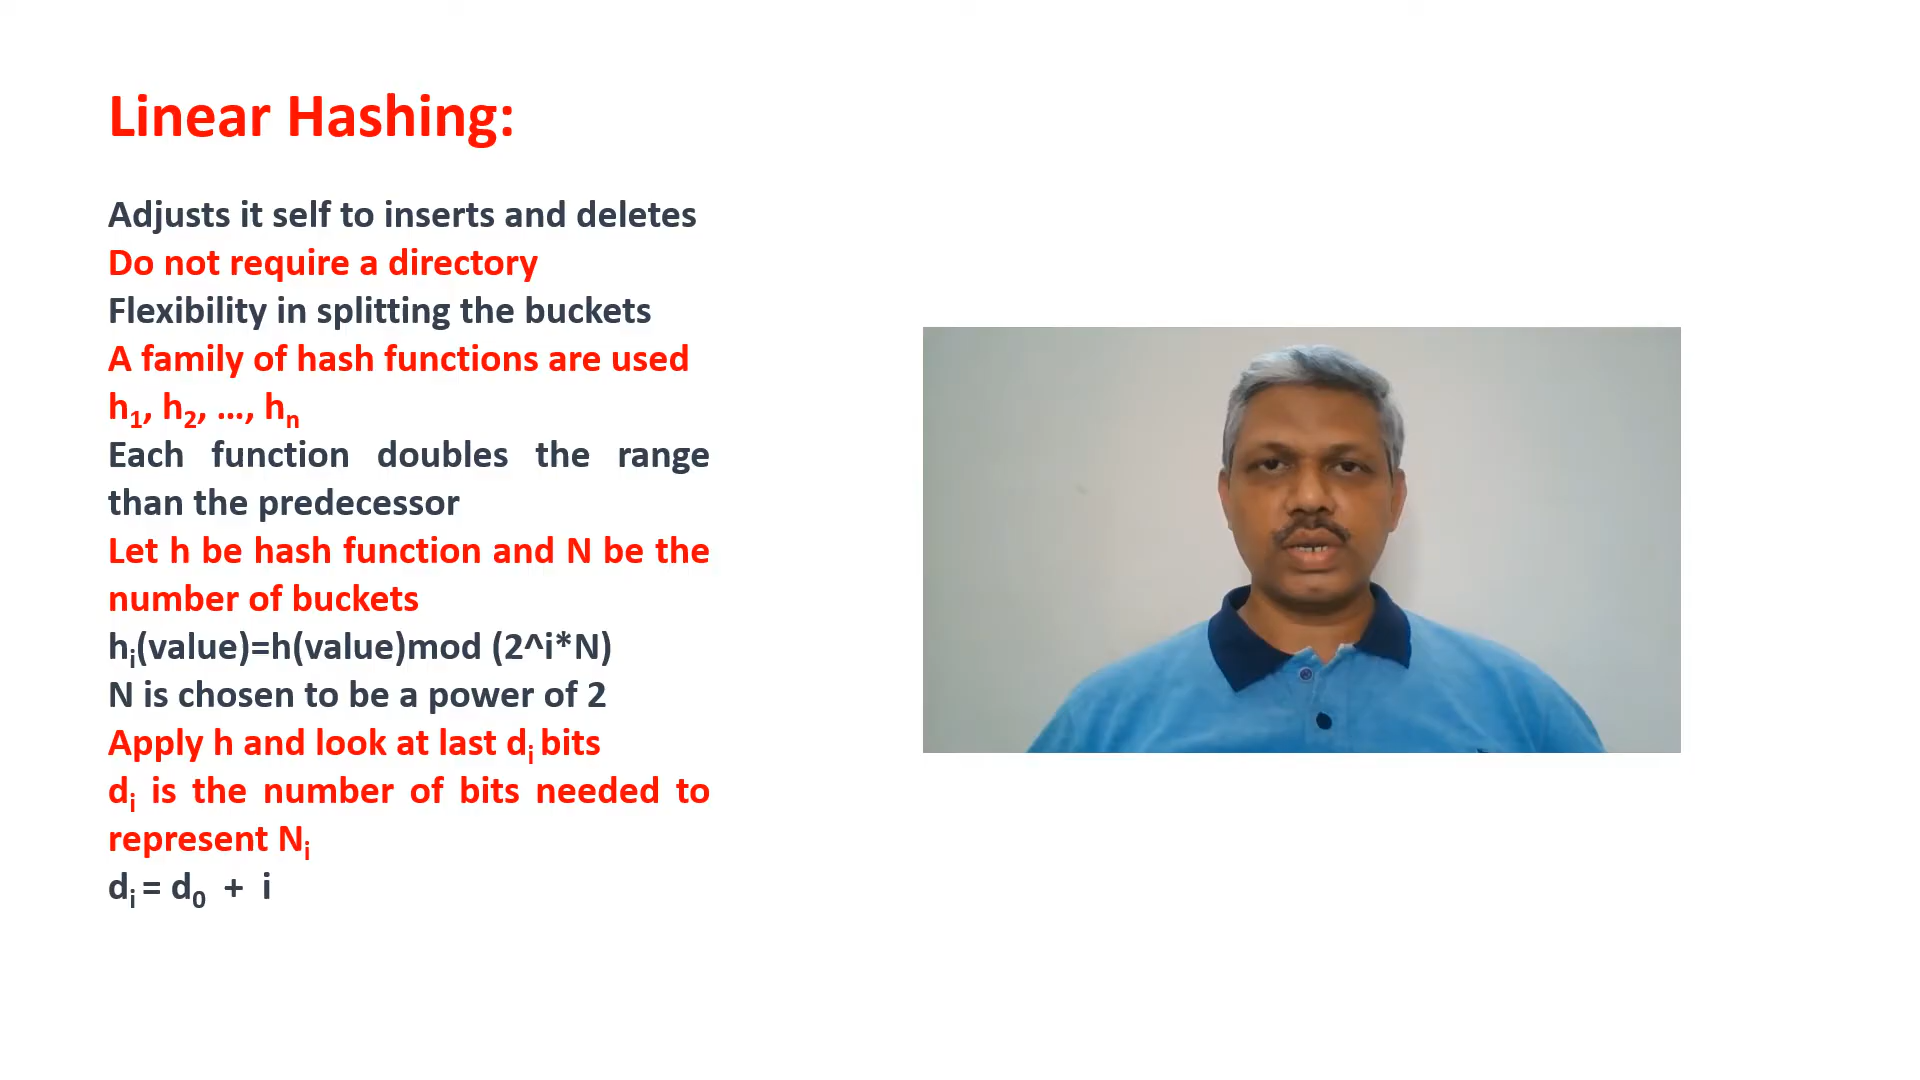 Linear Hashing:
Adjusts it self to inserts and deletes
Do not require a directory
Flexibility in splitting the buckets
A family of hash functions are used
h₁, h₂, …, hₙ
Each function doubles the range
than the predecessor
Let h be hash function and N be the
number of buckets
hᵢ(value)=h(value)mod (2^i*N)
N is chosen to be a power of 2
Apply h and look at last dᵢ bits
dᵢ is the number of bits needed to
represent Nᵢ
dᵢ = d₀ + i